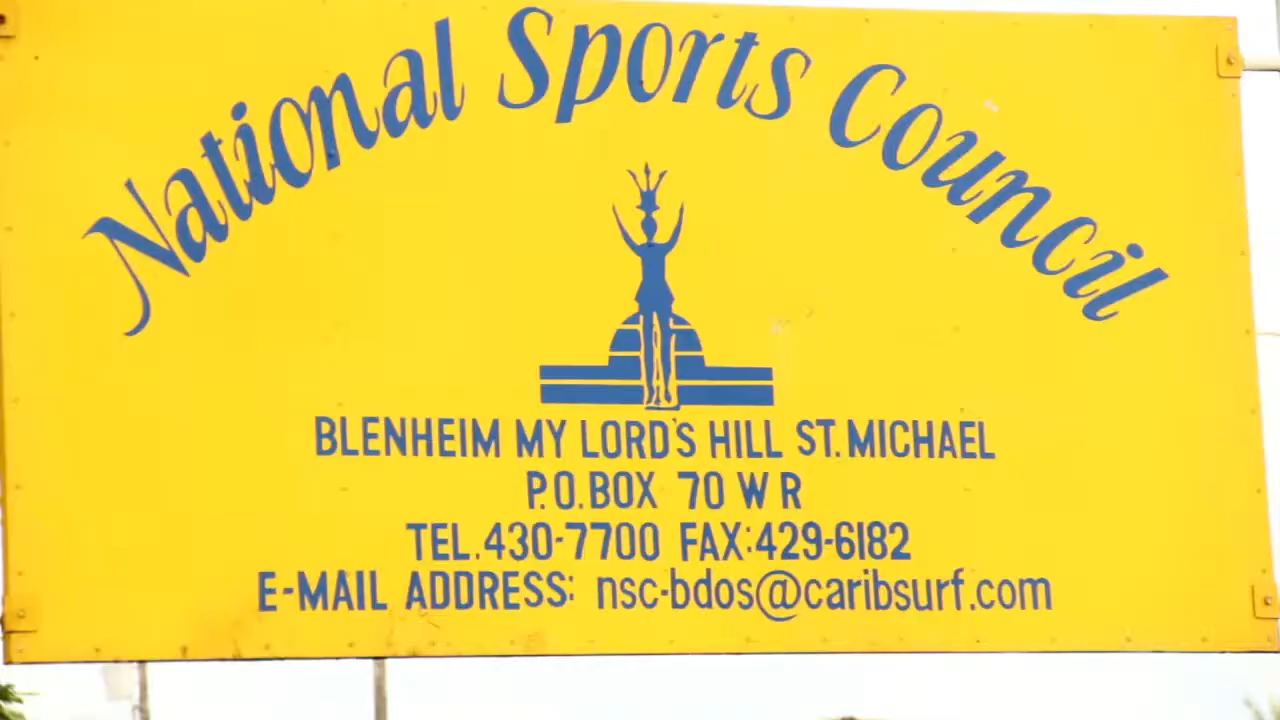 National Sports Council
BLENHEIM MY LORD'S HILL ST. MICHAEL
P.O. BOX 70 W R
TEL. 430-7700 FAX: 429-6182
E-MAIL ADDRESS: nsc-bdos@caribsurf.com